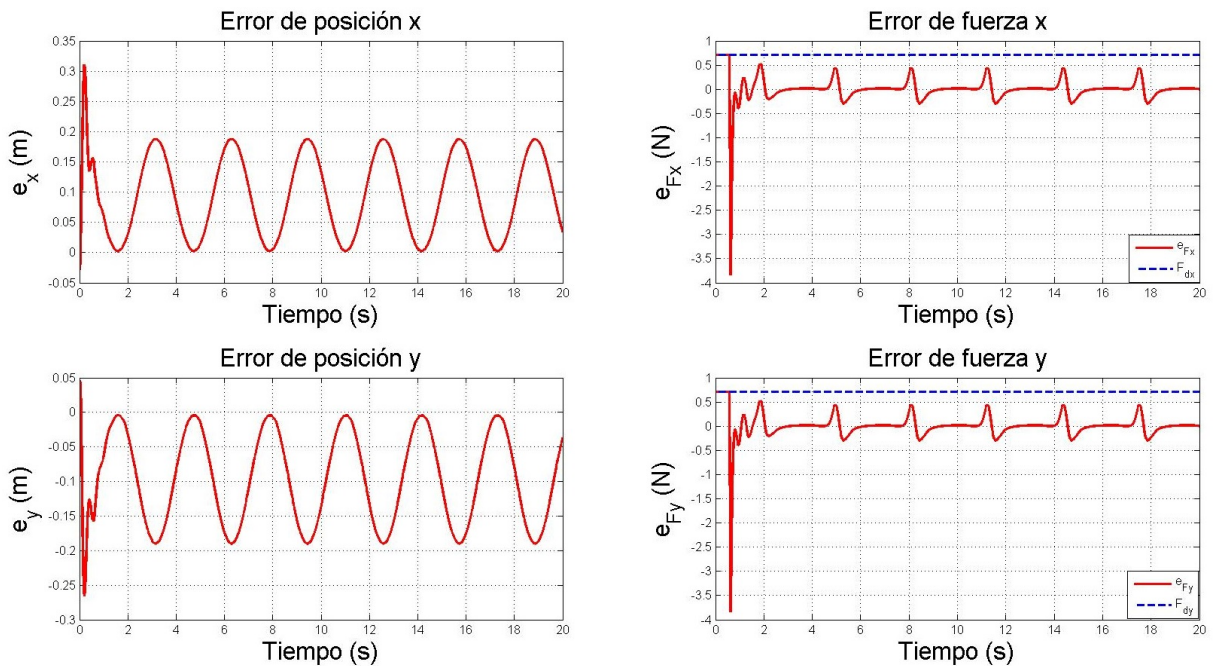 Error de posición x
0.35
0.3
0.25
0.2
0.15
0.1
0.05
0
-0.05
e_x (m)
0 2 4 6 8 10 12 14 16 18 20
Tiempo (s)
Error de fuerza x
1
0.5
0
-0.5
-1
-1.5
-2
-2.5
-3
-3.5
-4
e_Fx (N)
e_Fx
F_dx
0 2 4 6 8 10 12 14 16 18 20
Tiempo (s)
Error de posición y
0.05
0
-0.05
-0.1
-0.15
-0.2
-0.25
-0.3
e_y (m)
0 2 4 6 8 10 12 14 16 18 20
Tiempo (s)
Error de fuerza y
1
0.5
0
-0.5
-1
-1.5
-2
-2.5
-3
-3.5
-4
e_Fy (N)
e_Fy
F_dy
0 2 4 6 8 10 12 14 16 18 20
Tiempo (s)